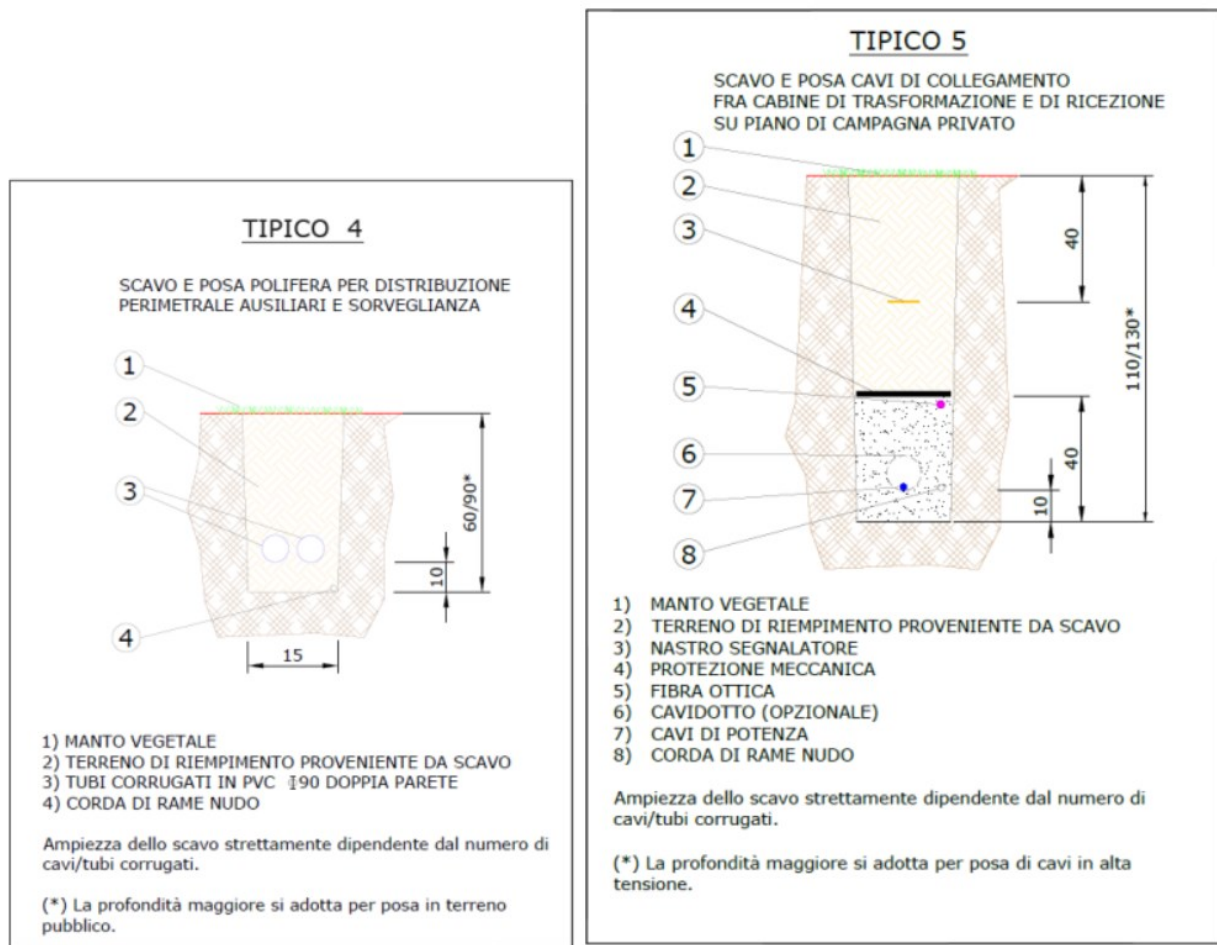 TIPICO 4
SCAVO E POSA POLIFERA PER DISTRIBUZIONE
PERIMETRALE AUSILIARI E SORVEGLIANZA
1
2
3
4
60/90*
10
15
1) MANTO VEGETALE
2) TERRENO DI RIEMPIMENTO PROVENIENTE DA SCAVO
3) TUBI CORRUGATI IN PVC Φ90 DOPPIA PARETE
4) CORDA DI RAME NUDO
Ampiezza dello scavo strettamente dipendente dal numero di
cavi/tubi corrugati.
(*) La profondità maggiore si adotta per posa in terreno
pubblico.
TIPICO 5
SCAVO E POSA CAVI DI COLLEGAMENTO
FRA CABINE DI TRASFORMAZIONE E DI RICEZIONE
SU PIANO DI CAMPAGNA PRIVATO
1
2
3
4
5
6
7
8
40
110/130*
40
10
1) MANTO VEGETALE
2) TERRENO DI RIEMPIMENTO PROVENIENTE DA SCAVO
3) NASTRO SEGNALATORE
4) PROTEZIONE MECCANICA
5) FIBRA OTTICA
6) CAVIDOTTO (OPZIONALE)
7) CAVI DI POTENZA
8) CORDA DI RAME NUDO
Ampiezza dello scavo strettamente dipendente dal numero di
cavi/tubi corrugati.
(*) La profondità maggiore si adotta per posa di cavi in alta
tensione.